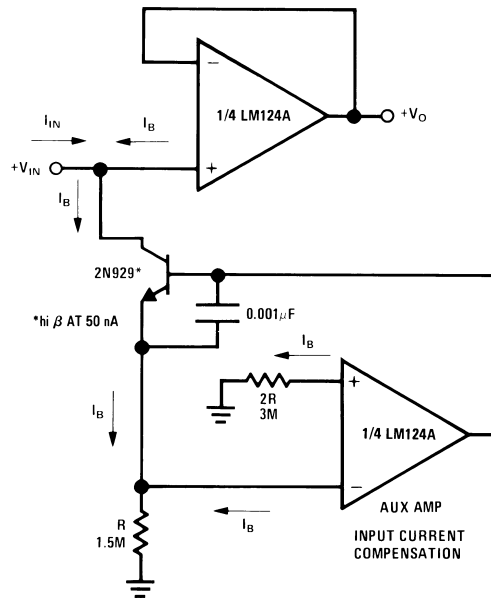 −
1/4 LM124A
+VO
IIN
IB
+
+VIN
IB
2N929*
*hi β AT 50 nA
0.001μF
IB
+
2R
3M
1/4 LM124A
IB
−
AUX AMP
IB
R
1.5M
INPUT CURRENT
COMPENSATION